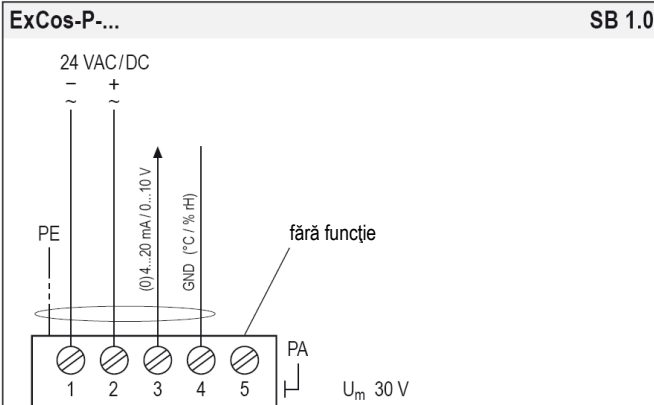 ExCos-P-... SB 1.0
24 VAC/DC
− +
~ ~
(0) 4...20 mA / 0...10 V
GND (°C / % rH)
PE
fără funcţie
1 2 3 4 5
PA
Um 30 V